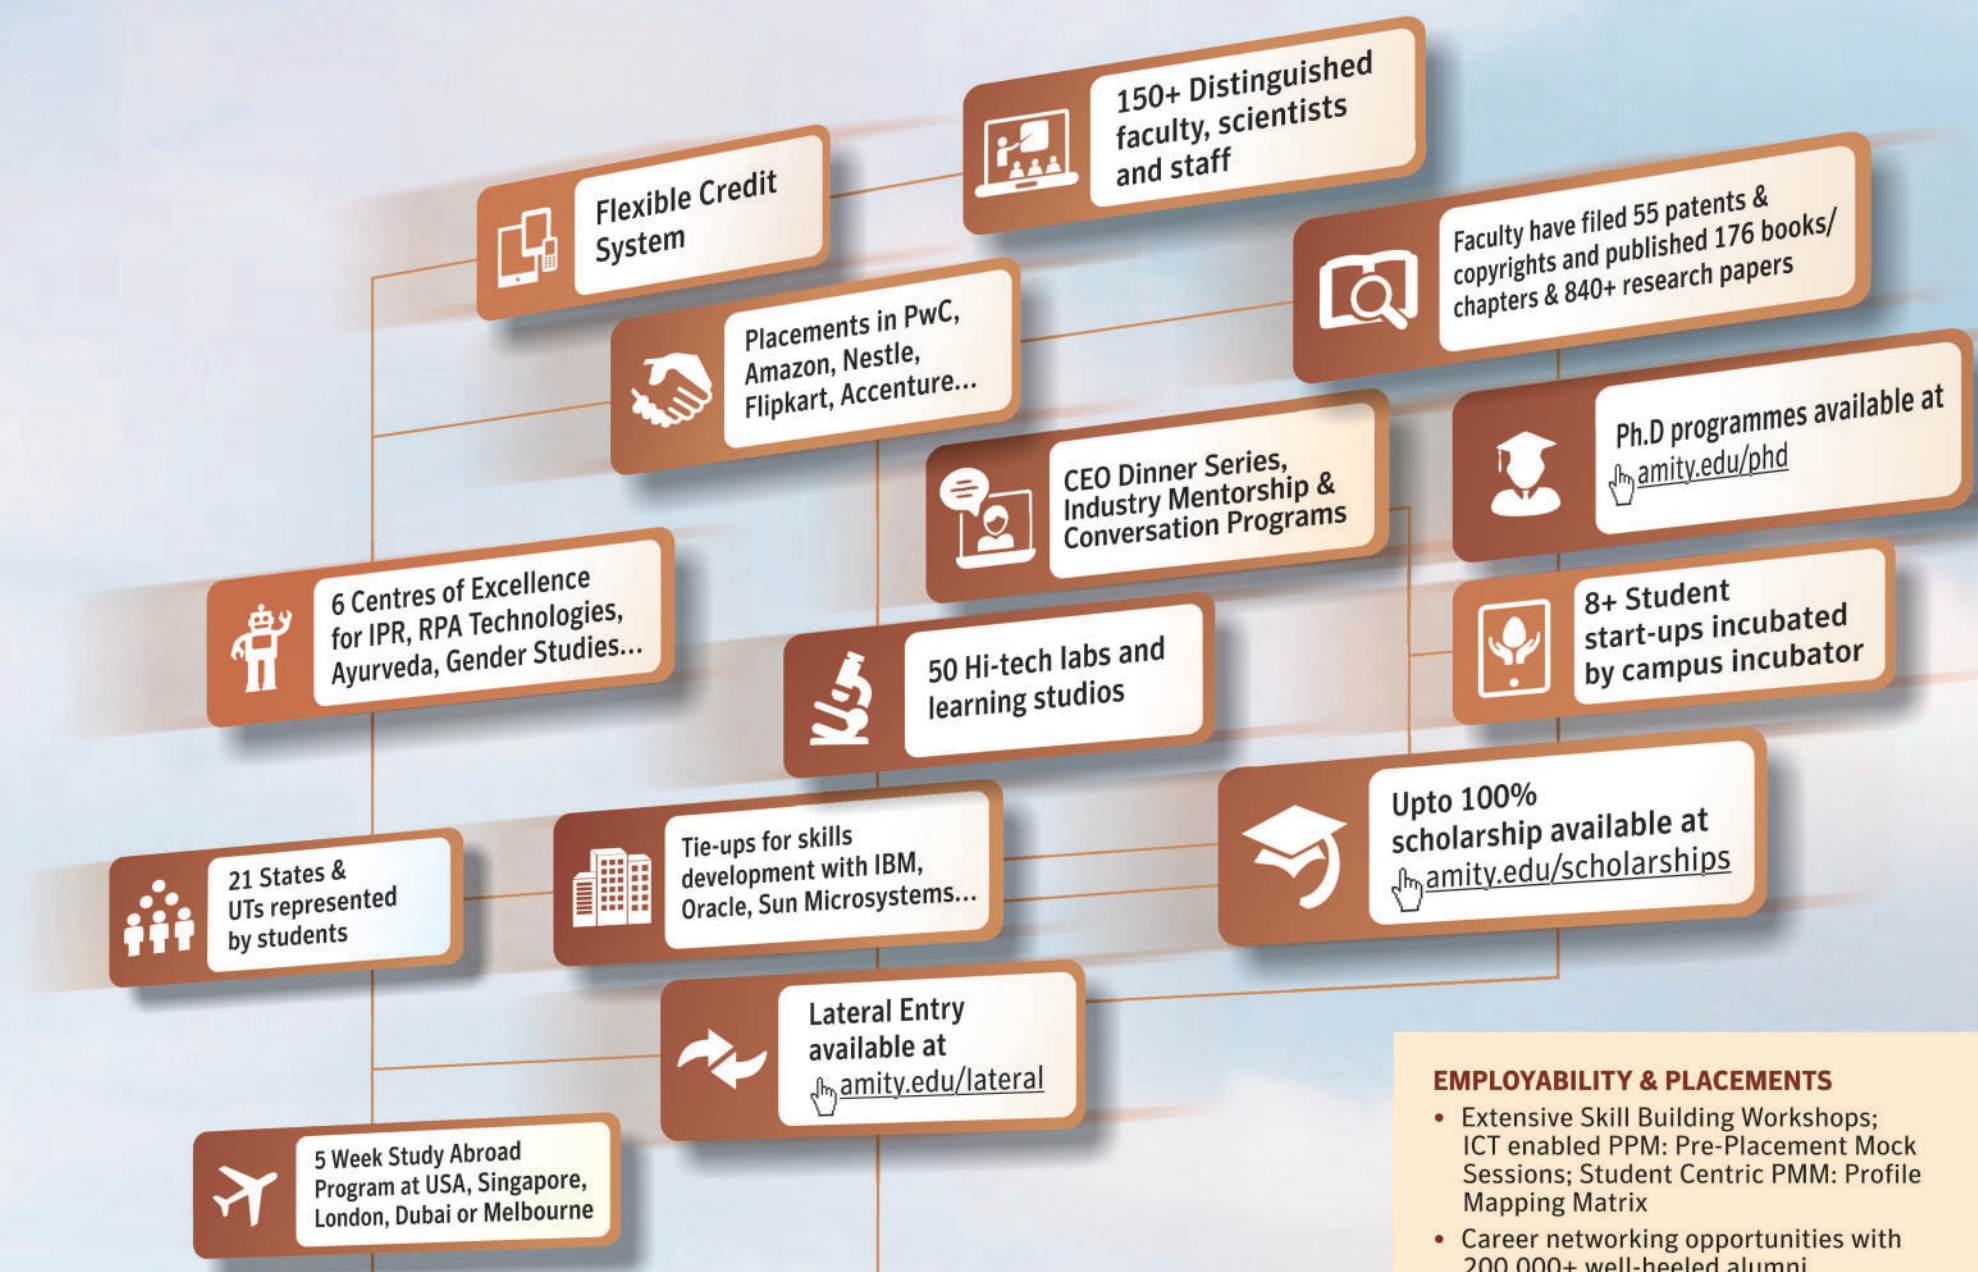 150+ Distinguished
faculty, scientists
and staff
Flexible Credit
System
Faculty have filed 55 patents &
copyrights and published 176 books/
chapters & 840+ research papers
Placements in PwC,
Amazon, Nestle,
Flipkart, Accenture...
Ph.D programmes available at
amity.edu/phd
CEO Dinner Series,
Industry Mentorship &
Conversation Programs
6 Centres of Excellence
for IPR, RPA Technologies,
Ayurveda, Gender Studies...
8+ Student
start-ups incubated
by campus incubator
50 Hi-tech labs and
learning studios
Upto 100%
scholarship available at
amity.edu/scholarships
Tie-ups for skills
development with IBM,
Oracle, Sun Microsystems...
21 States &
UTs represented
by students
Lateral Entry
available at
amity.edu/lateral
5 Week Study Abroad
Program at USA, Singapore,
London, Dubai or Melbourne
EMPLOYABILITY & PLACEMENTS
• Extensive Skill Building Workshops;
ICT enabled PPM: Pre-Placement Mock
Sessions; Student Centric PMM: Profile
Mapping Matrix
• Career networking opportunities with
200,000+ well-heeled alumni